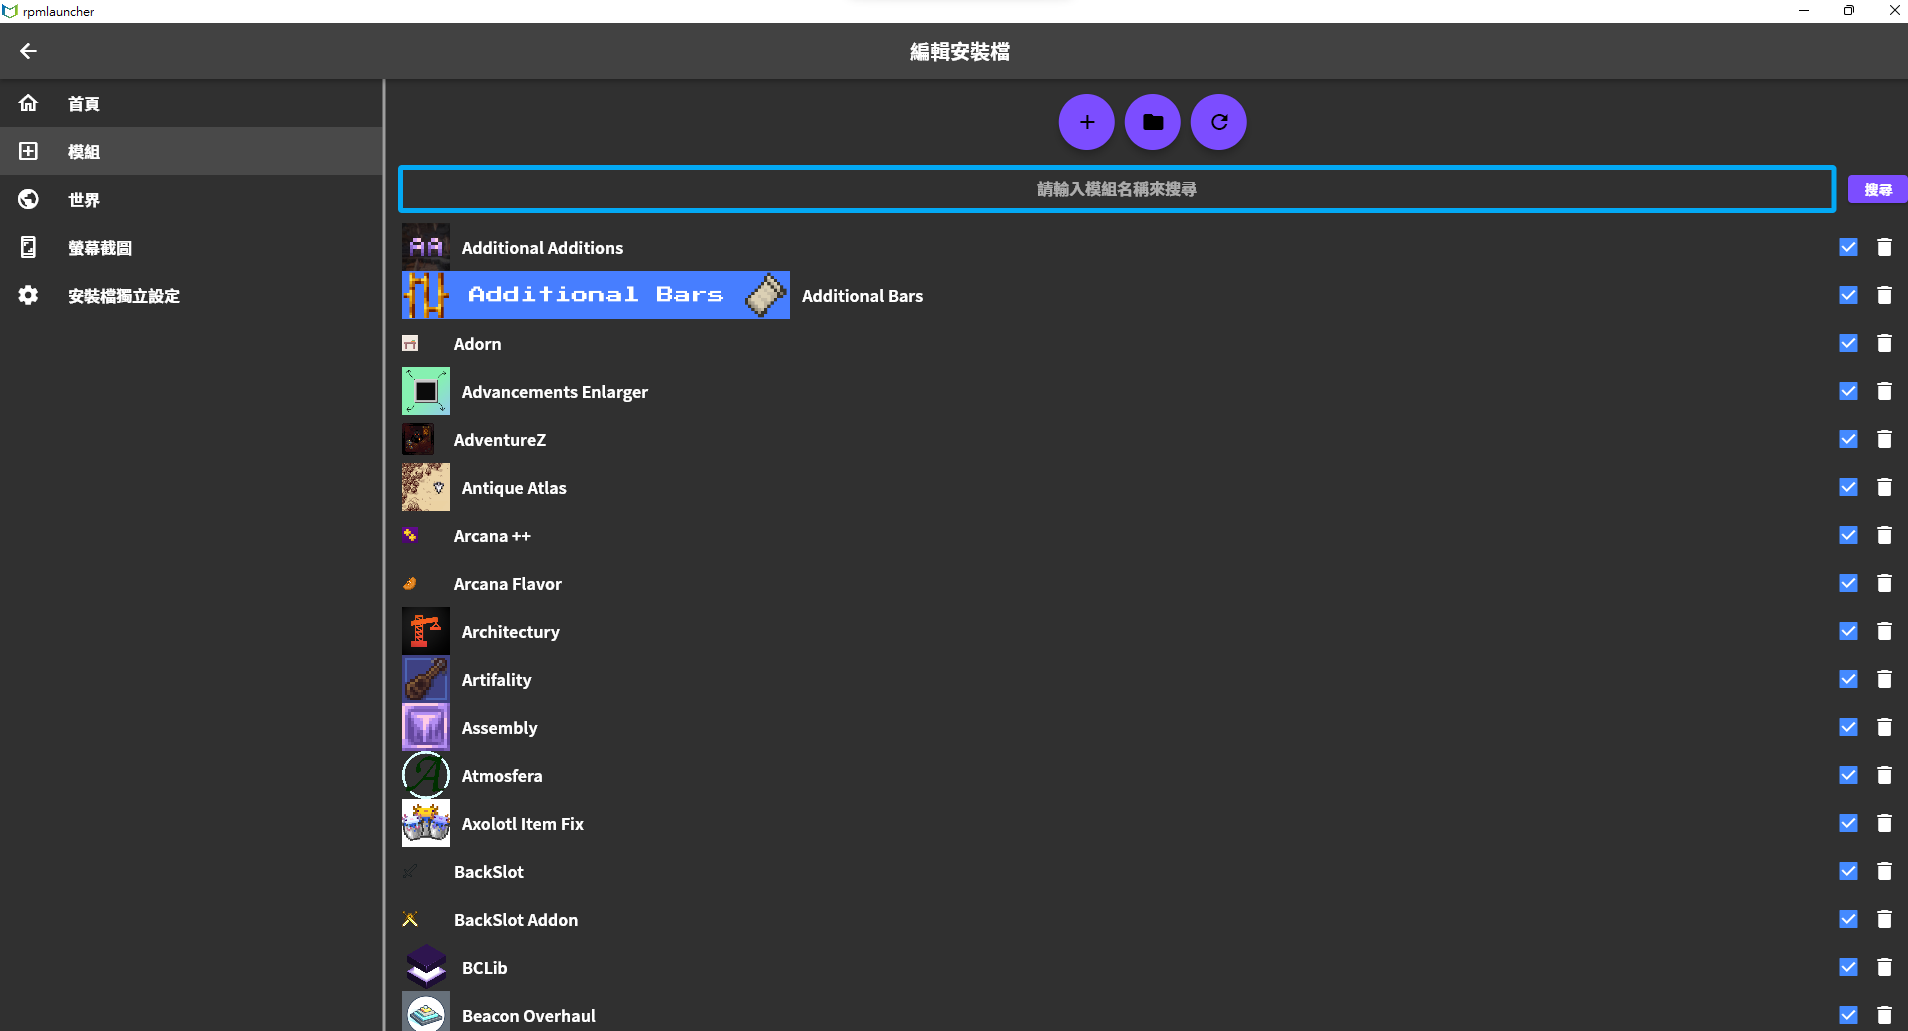 rpmlauncher
編輯安裝檔
首頁
模組
世界
螢幕截圖
安裝檔獨立設定
請輸入模組名稱來搜尋
搜尋
AA
Additional Additions
Additional Bars
Additional Bars
Adorn
Advancements Enlarger
AdventureZ
Antique Atlas
Arcana ++
Arcana Flavor
Architectury
Artifality
Assembly
A
Atmosfera
Axolotl Item Fix
BackSlot
BackSlot Addon
BCLib
Beacon Overhaul